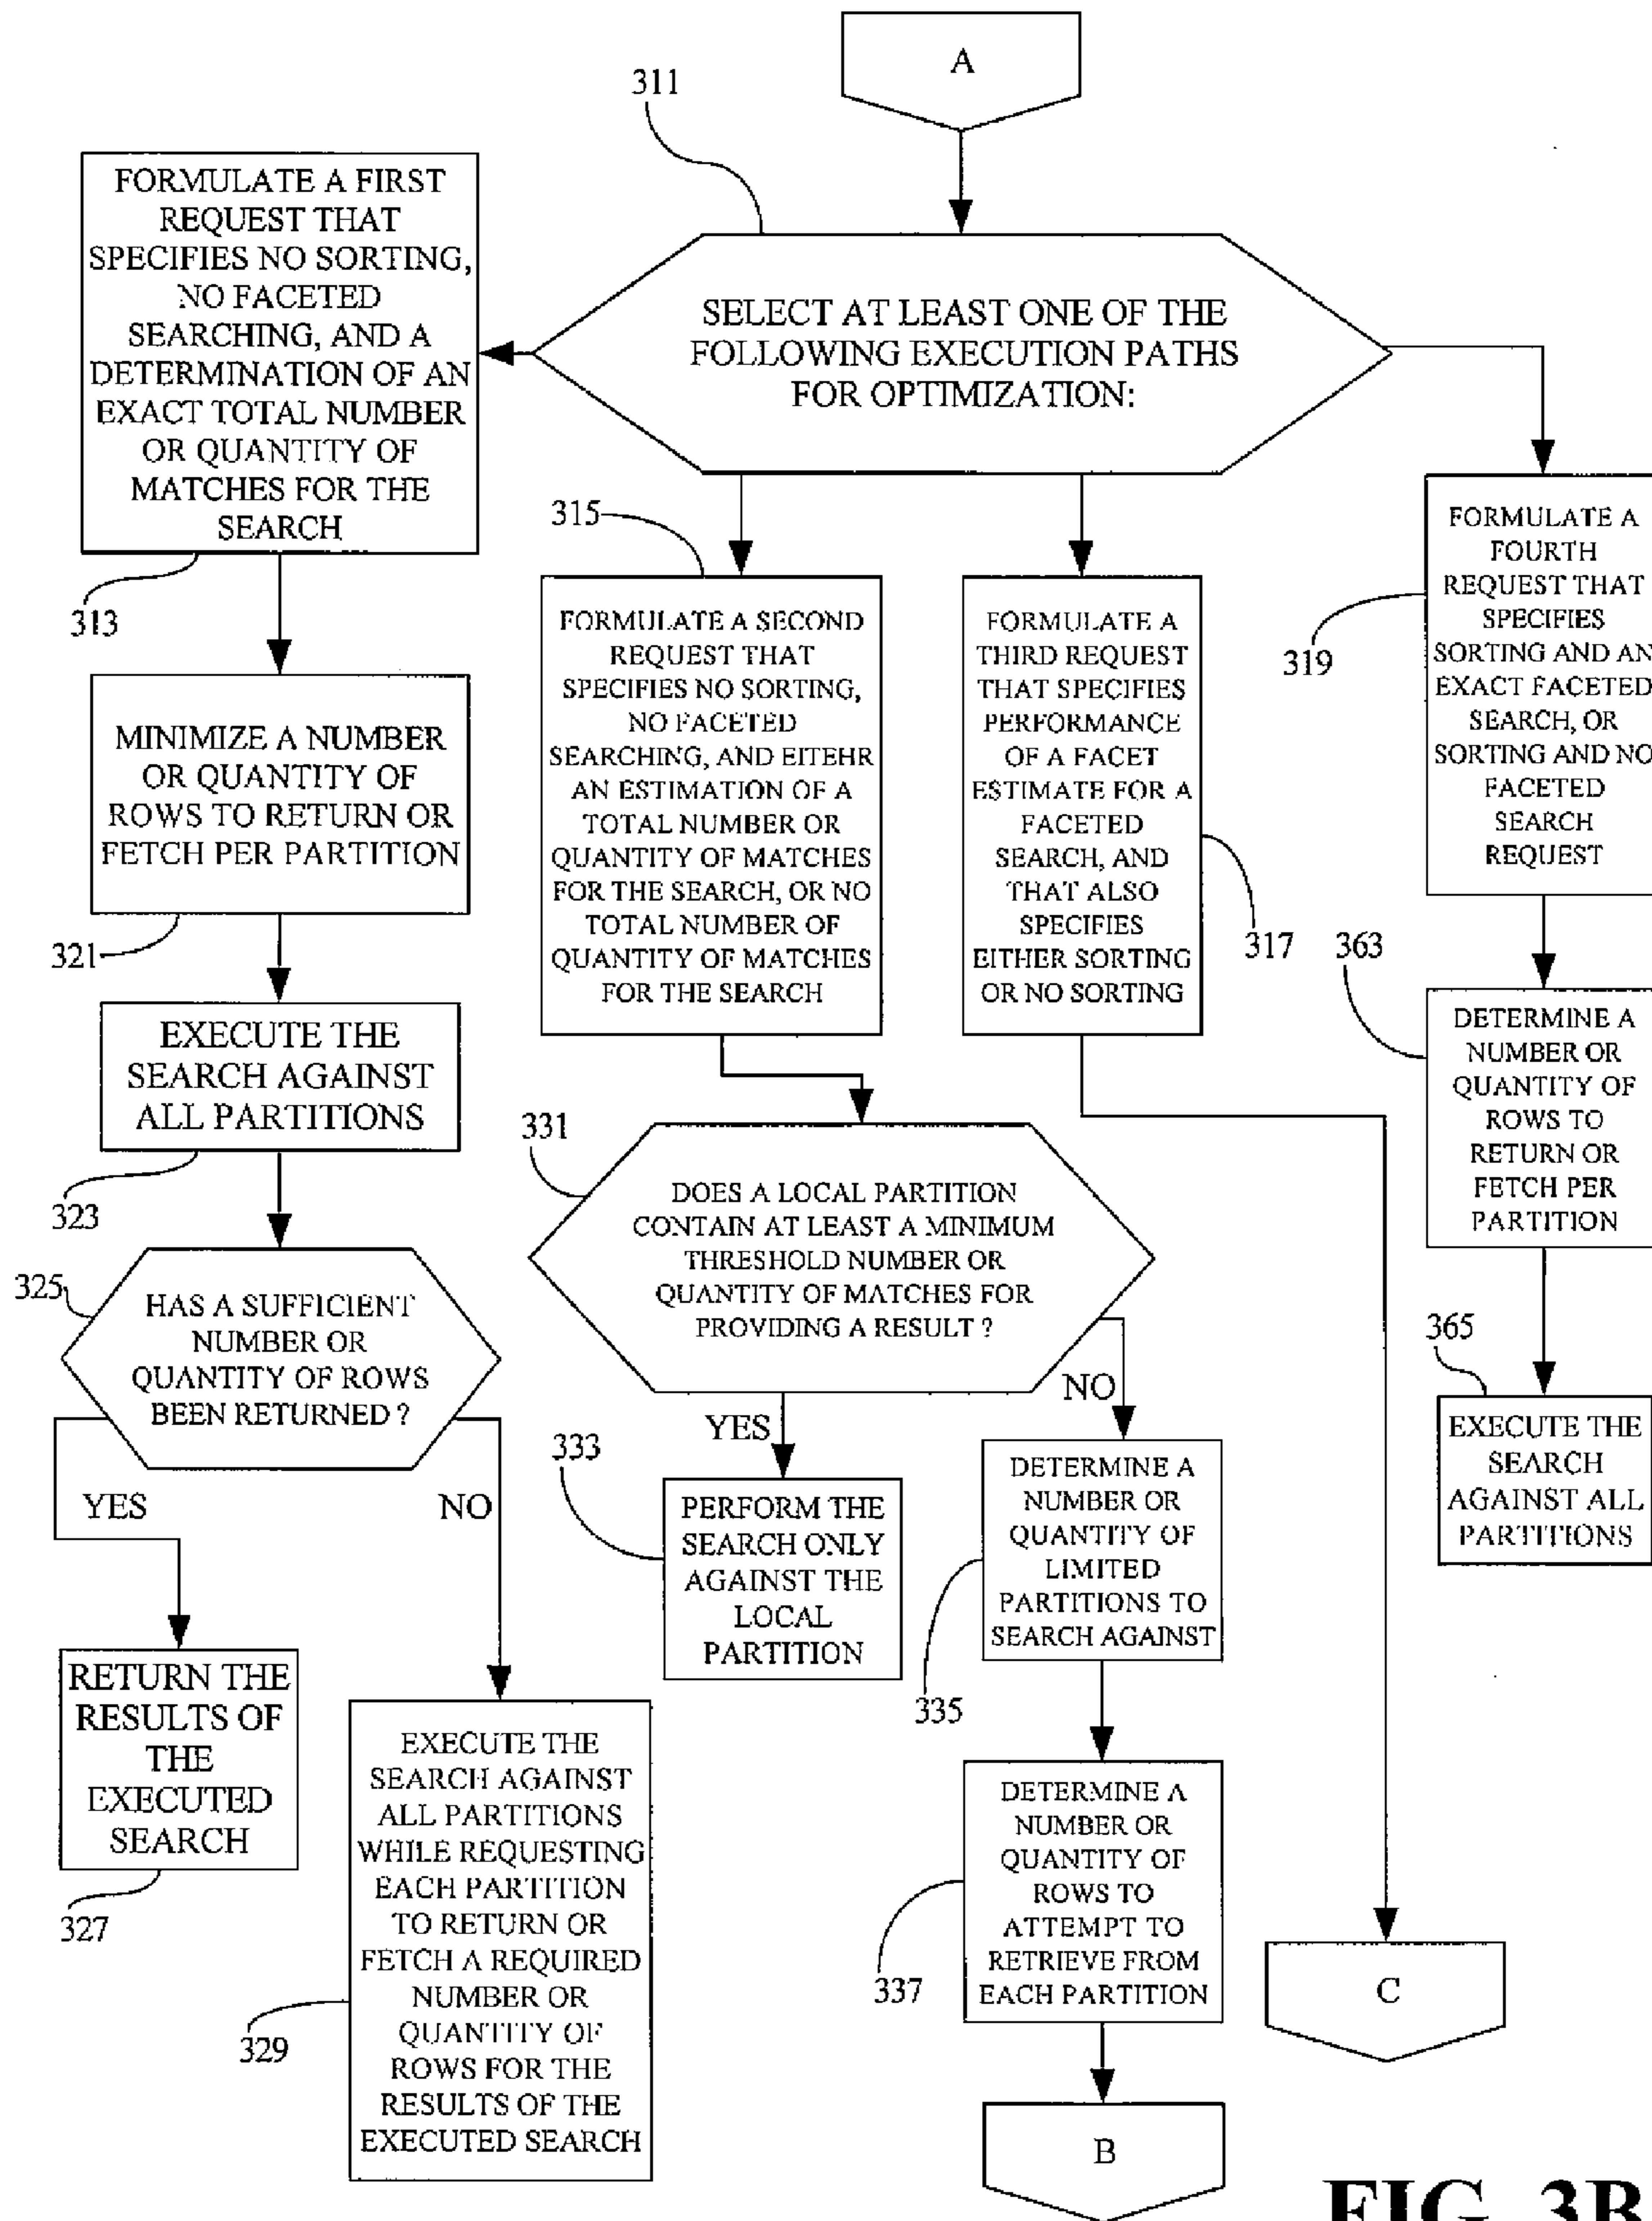 A
311
SELECT AT LEAST ONE OF THE
FOLLOWING EXECUTION PATHS
FOR OPTIMIZATION:
FORMULATE A FIRST
REQUEST THAT
SPECIFIES NO SORTING,
NO FACETED
SEARCHING, AND A
DETERMINATION OF AN
EXACT TOTAL NUMBER
OR QUANTITY OF
MATCHES FOR THE
SEARCH
313
MINIMIZE A NUMBER
OR QUANTITY OF
ROWS TO RETURN OR
FETCH PER PARTITION
321
EXECUTE THE
SEARCH AGAINST
ALL PARTITIONS
323
325
HAS A SUFFICIENT
NUMBER OR
QUANTITY OF ROWS
BEEN RETURNED ?
YES
NO
RETURN THE
RESULTS OF
THE
EXECUTED
SEARCH
327
EXECUTE THE
SEARCH AGAINST
ALL PARTITIONS
WHILE REQUESTING
EACH PARTITION
TO RETURN OR
FETCH A REQUIRED
NUMBER OR
QUANTITY OF
ROWS FOR THE
RESULTS OF THE
EXECUTED SEARCH
329
315
FORMULATE A SECOND
REQUEST THAT
SPECIFIES NO SORTING,
NO FACETED
SEARCHING, AND EITEHR
AN ESTIMATION OF A
TOTAL NUMBER OR
QUANTITY OF MATCHES
FOR THE SEARCH, OR NO
TOTAL NUMBER OF
QUANTITY OF MATCHES
FOR THE SEARCH
331
DOES A LOCAL PARTITION
CONTAIN AT LEAST A MINIMUM
THRESHOLD NUMBER OR
QUANTITY OF MATCHES FOR
PROVIDING A RESULT ?
YES
NO
333
PERFORM THE
SEARCH ONLY
AGAINST THE
LOCAL
PARTITION
DETERMINE A
NUMBER OR
QUANTITY OF
LIMITED
PARTITIONS TO
SEARCH AGAINST
335
DETERMINE A
NUMBER OR
QUANTITY OF
ROWS TO
ATTEMPT TO
RETRIEVE FROM
EACH PARTITION
337
B
FORMULATE A
THIRD REQUEST
THAT SPECIFIES
PERFORMANCE
OF A FACET
ESTIMATE FOR A
FACETED
SEARCH, AND
THAT ALSO
SPECIFIES
EITHER SORTING
OR NO SORTING
317
C
FORMULATE A
FOURTH
REQUEST THAT
SPECIFIES
SORTING AND AN
EXACT FACETED
SEARCH, OR
SORTING AND NO
FACETED
SEARCH
REQUEST
319
363
DETERMINE A
NUMBER OR
QUANTITY OF
ROWS TO
RETURN OR
FETCH PER
PARTITION
365
EXECUTE THE
SEARCH
AGAINST ALL
PARTITIONS
FIG. 3B